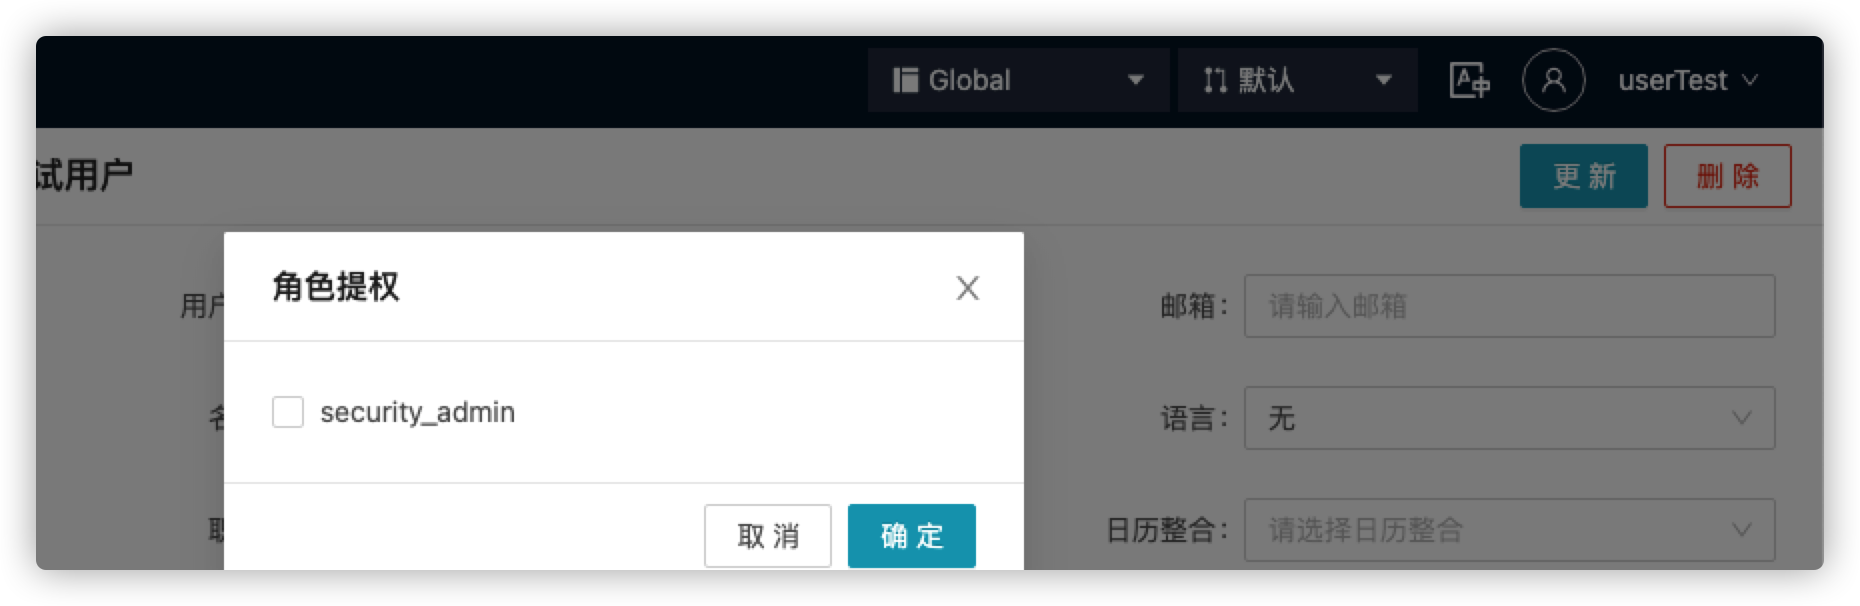 Global
默认
userTest
试用户
更新
删除
角色提权
security_admin
取消
确定
用户
邮箱：
请输入邮箱
名
语言：
无
日历整合：
请选择日历整合